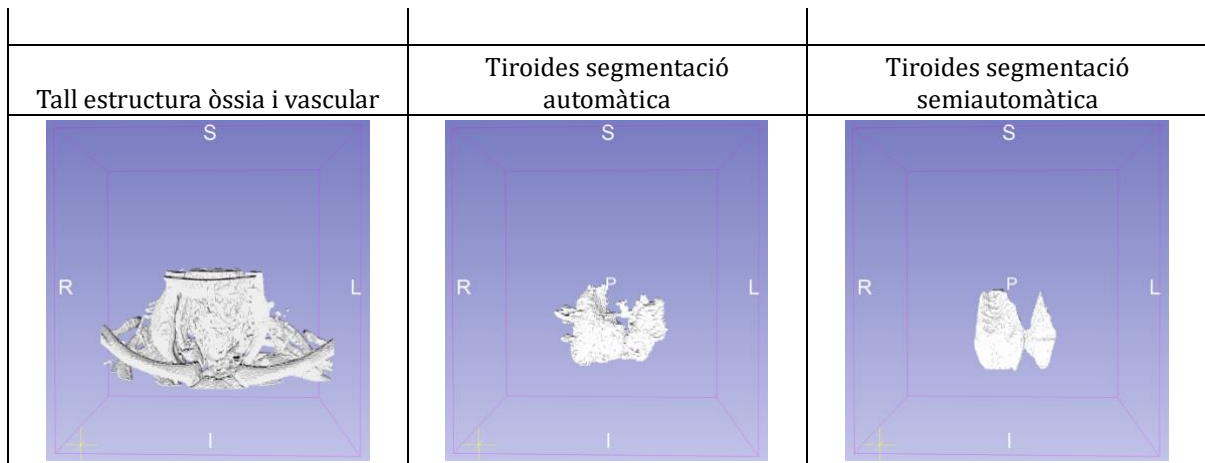 Tall estructura òssia i vascular
Tiroides segmentació
automàtica
Tiroides segmentació
semiautomàtica
S
R
L
I
S
R
P
L
I
S
R
P
L
I